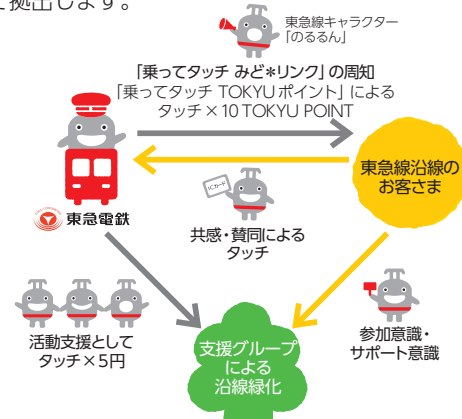 て拠出します。
東急線キャラクター
「のるるん」
「乗ってタッチ みど*リンク」の周知
「乗ってタッチ TOKYUポイント」による
タッチ×10 TOKYU POINT
東急線沿線の
お客さま
ICカード
東急電鉄
共感・賛同による
タッチ
活動支援として
タッチ×5円
支援グループ
による
沿線緑化
参加意識・
サポート意識